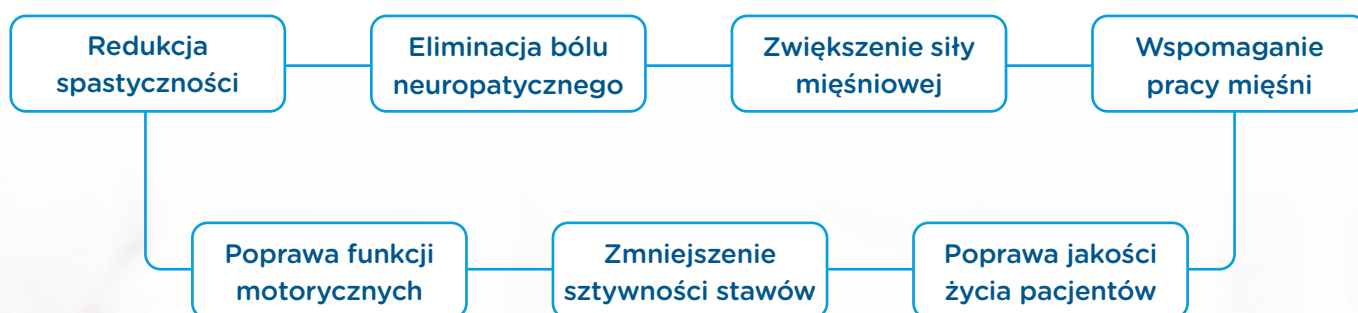 Redukcja
spastyczności
Eliminacja bólu
neuropatycznego
Zwiększenie siły
mięśniowej
Wspomaganie
pracy mięśni
Poprawa funkcji
motorycznych
Zmniejszenie
sztywności stawów
Poprawa jakości
życia pacjentów